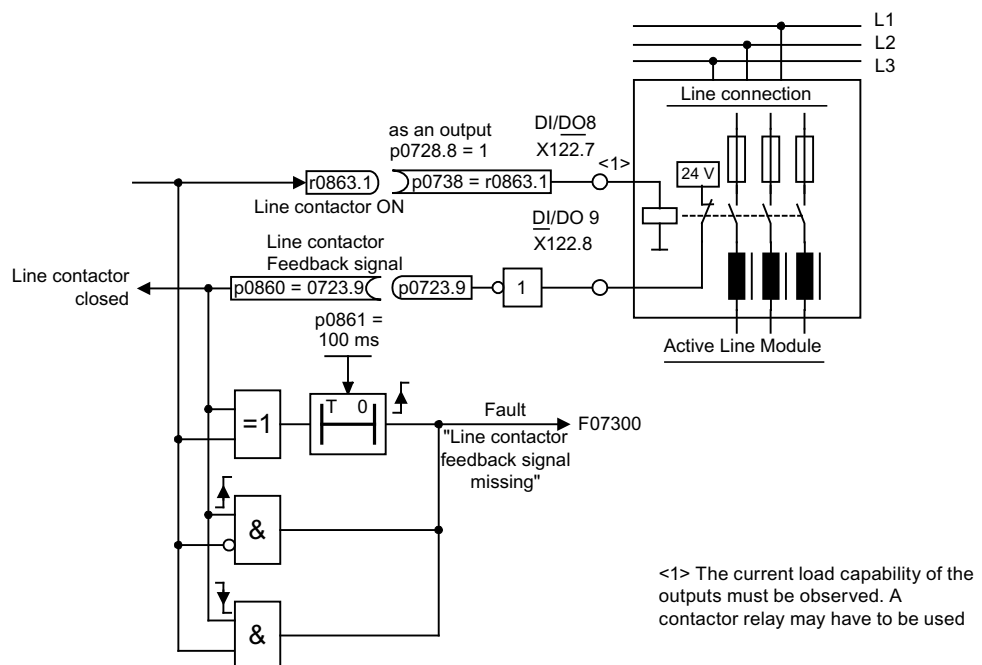 L1
L2
L3
Line connection
as an output
p0728.8 = 1
DI/DO8
X122.7
<1>
24 V
r0863.1
p0738 = r0863.1
Line contactor ON
DI/DO 9
X122.8
Line contactor
Feedback signal
Line contactor
closed
p0860 = 0723.9
p0723.9
1
p0861 =
100 ms
Active Line Module
=1
T 0
Fault
F07300
"Line contactor
feedback signal
missing"
&
&
<1> The current load capability of the
outputs must be observed. A
contactor relay may have to be used